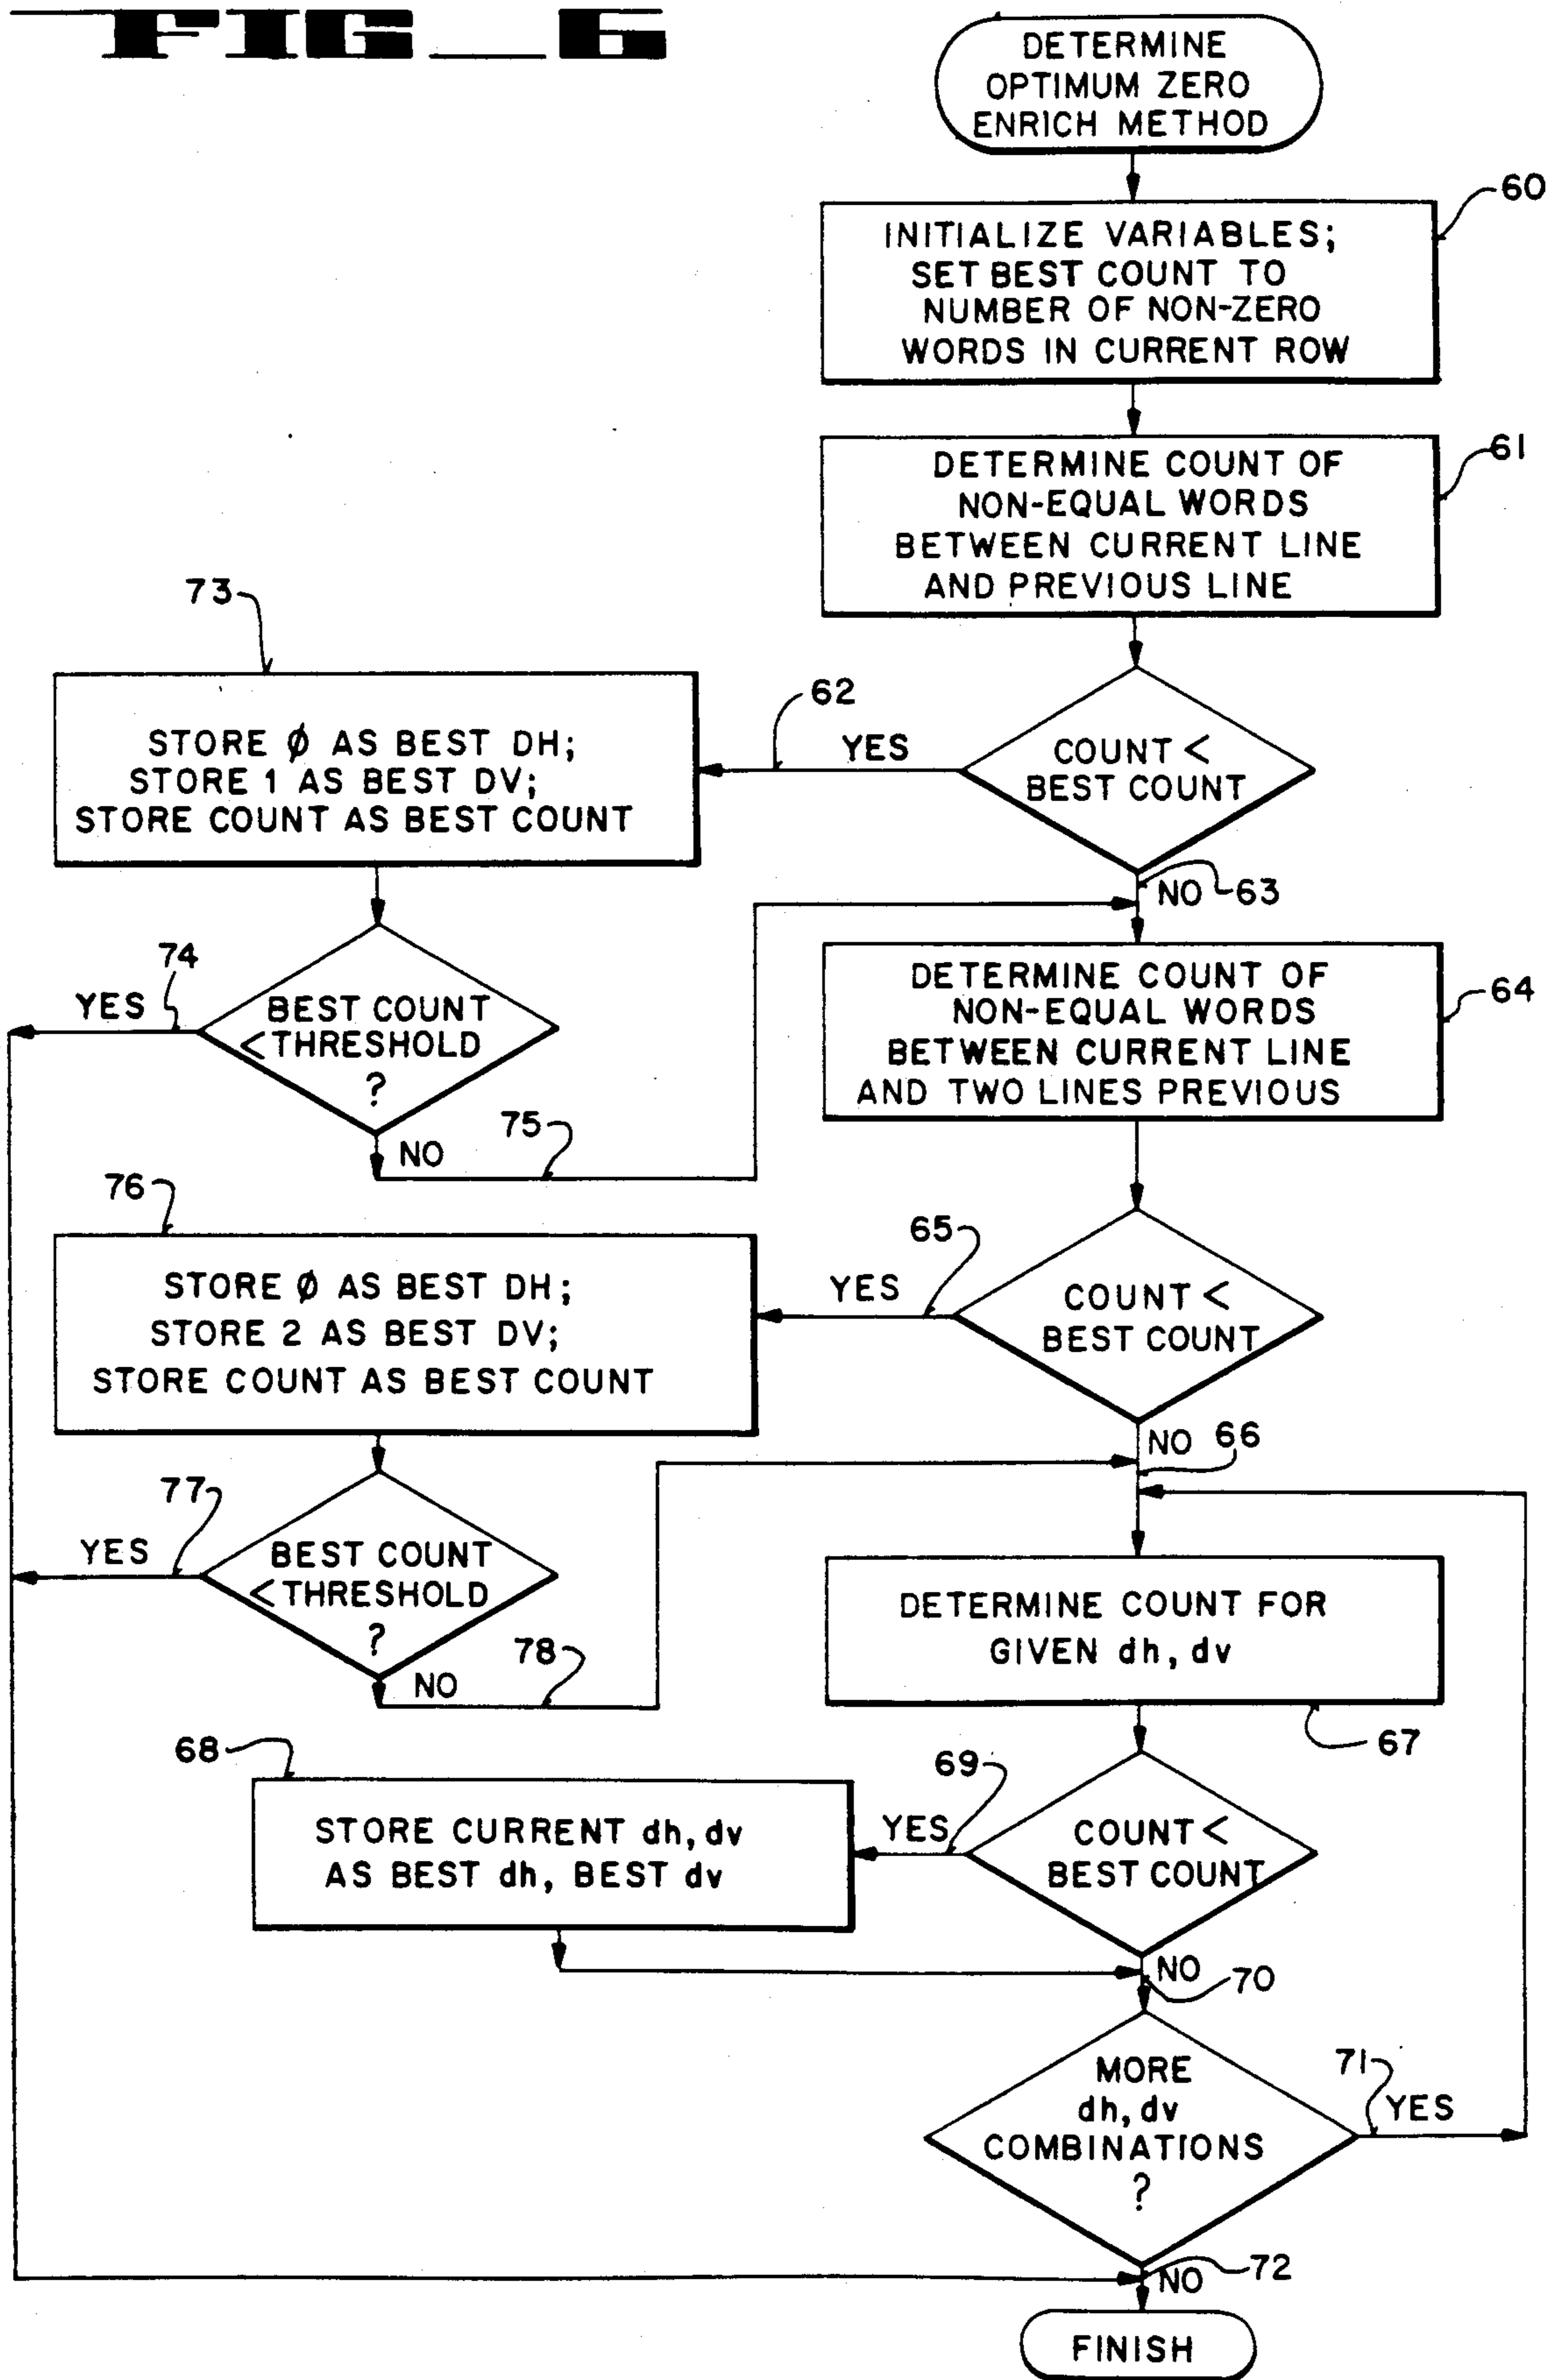 FIG_6
DETERMINE
OPTIMUM ZERO
ENRICH METHOD
60
INITIALIZE VARIABLES;
SET BEST COUNT TO
NUMBER OF NON-ZERO
WORDS IN CURRENT ROW
61
DETERMINE COUNT OF
NON-EQUAL WORDS
BETWEEN CURRENT LINE
AND PREVIOUS LINE
73
62
STORE Ø AS BEST DH;
STORE 1 AS BEST DV;
STORE COUNT AS BEST COUNT
YES
COUNT <
BEST COUNT
NO
63
74
YES
BEST COUNT
< THRESHOLD
?
NO
75
64
DETERMINE COUNT OF
NON-EQUAL WORDS
BETWEEN CURRENT LINE
AND TWO LINES PREVIOUS
76
65
STORE Ø AS BEST DH;
STORE 2 AS BEST DV;
STORE COUNT AS BEST COUNT
YES
COUNT <
BEST COUNT
NO
66
77
YES
BEST COUNT
< THRESHOLD
?
NO
78
DETERMINE COUNT FOR
GIVEN dh, dv
67
68
69
STORE CURRENT dh, dv
AS BEST dh, BEST dv
YES
COUNT <
BEST COUNT
NO
70
MORE
dh, dv
COMBINATIONS
?
71
YES
72
NO
FINISH